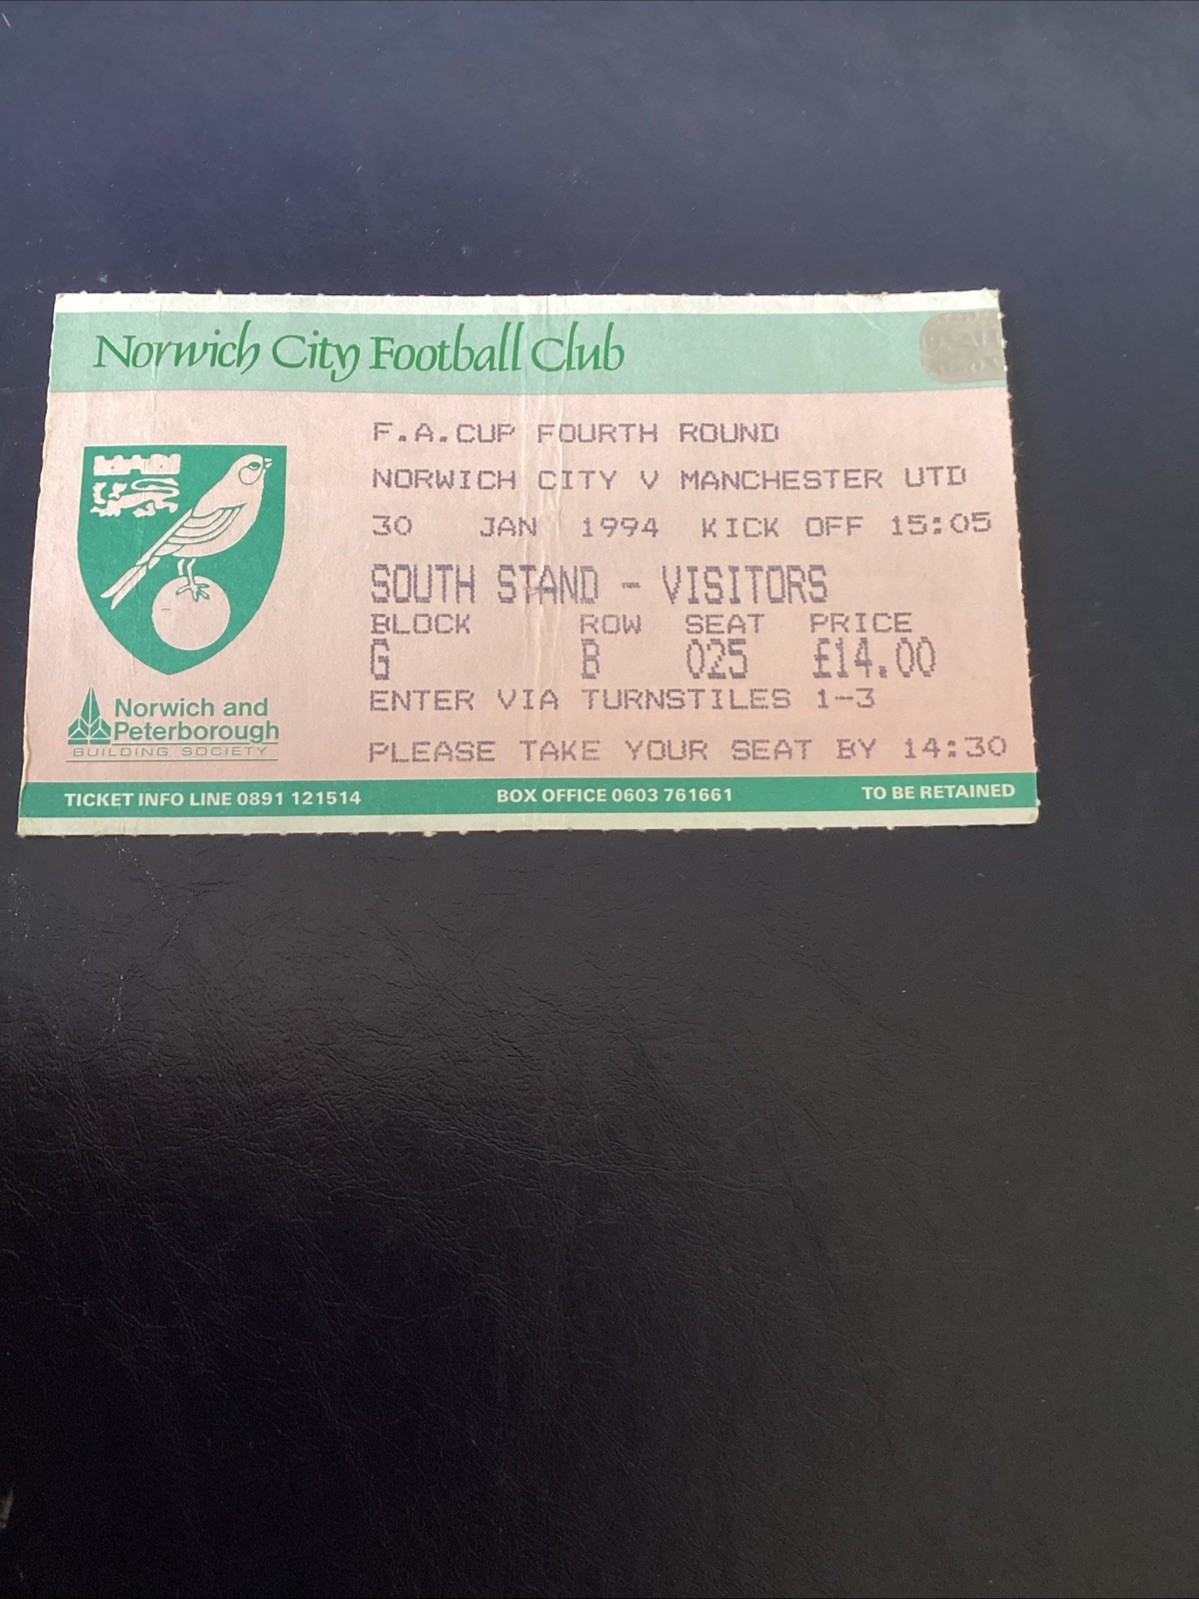 Norwich City Football Club
F.A.CUP FOURTH ROUND
NORWICH CITY V MANCHESTER UTD
30 JAN 1994 KICK OFF 15:05
SOUTH STAND - VISITORS
BLOCK ROW SEAT PRICE
G B 025 £14.00
ENTER VIA TURNSTILES 1-3
PLEASE TAKE YOUR SEAT BY 14:30
Norwich and
Peterborough
BUILDING SOCIETY
TICKET INFO LINE 0891 121514 BOX OFFICE 0603 761661 TO BE RETAINED